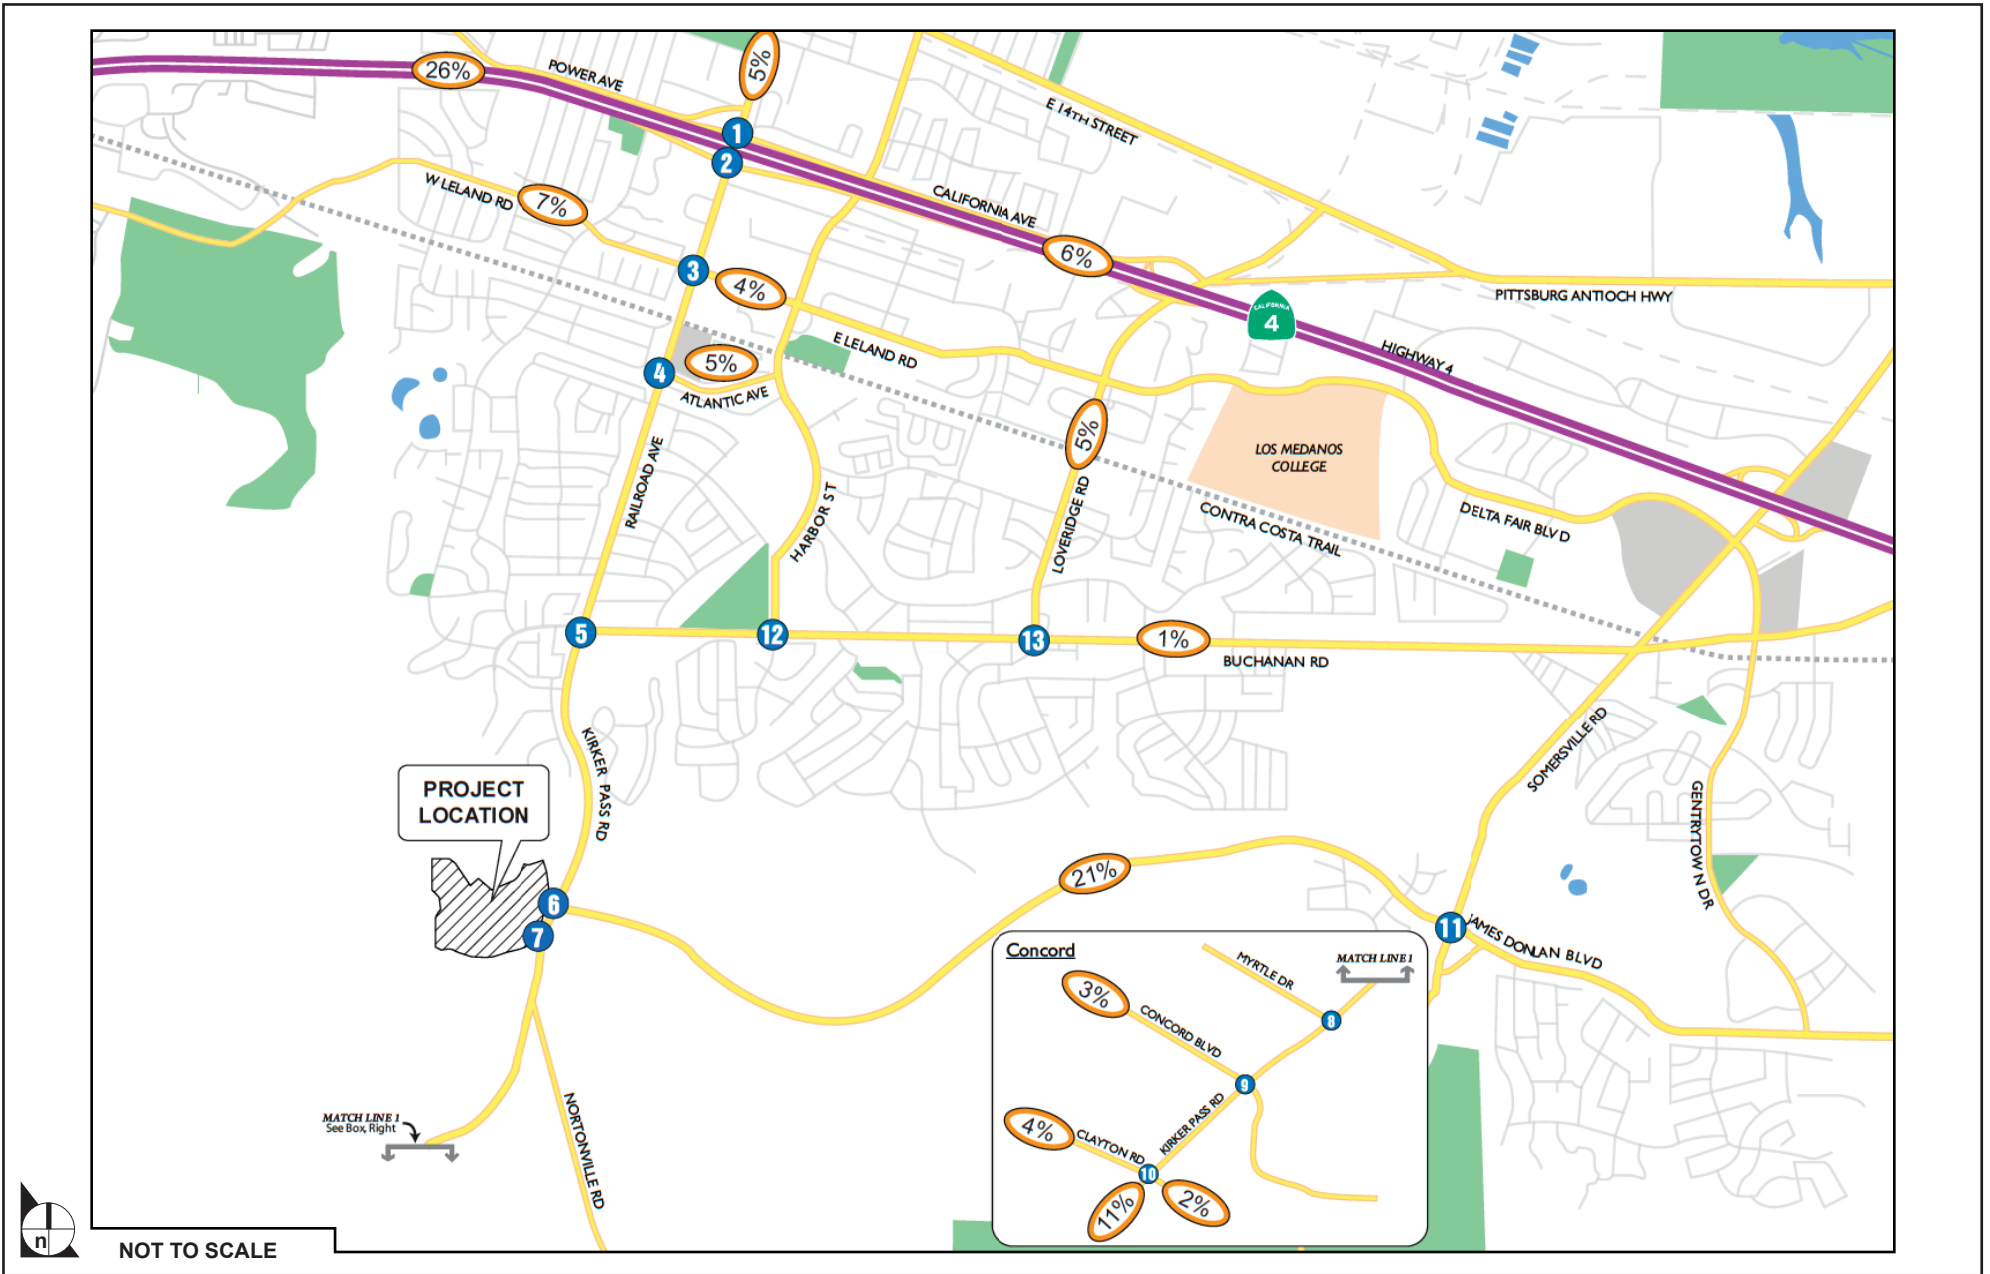 26%
POWER AVE
5%
1
2
E 14TH STREET
W LELAND RD
7%
CALIFORNIA AVE
6%
3
4%
CALIFORNIA
4
PITTSBURG ANTIOCH HWY
E LELAND RD
HIGHWAY 4
4
5%
ATLANTIC AVE
RAILROAD AVE
HARBOR ST
5%
LOVERIDGE RD
LOS MEDANOS
COLLEGE
CONTRA COSTA TRAIL
DELTA FAIR BLVD
5
12
13
1%
BUCHANAN RD
KIRKER PASS RD
SOMERSVILLE RD
GENTRYTOWN DR
PROJECT
LOCATION
6
7
21%
11
JAMES DONLAN BLVD
Concord
MYRTLE DR
MATCH LINE 1
3%
CONCORD BLVD
8
9
KIRKER PASS RD
4%
CLAYTON RD
10
11%
2%
MATCH LINE 1
See Box, Right
NORTONVILLE RD
n
NOT TO SCALE